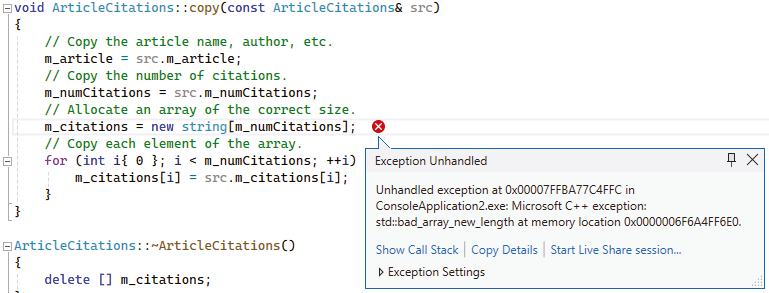 void ArticleCitations::copy(const ArticleCitations& src)
{
    // Copy the article name, author, etc.
    m_article = src.m_article;
    // Copy the number of citations.
    m_numCitations = src.m_numCitations;
    // Allocate an array of the correct size.
    m_citations = new string[m_numCitations];
    // Copy each element of the array.
    for (int i{ 0 }; i < m_numCitations; ++i)
        m_citations[i] = src.m_citations[i];
    }
}
Exception Unhandled
Unhandled exception at 0x00007FFBA77C4FFC in
ConsoleApplication2.exe: Microsoft C++ exception:
std::bad_array_new_length at memory location 0x0000006F6A4FF6E0.
Show Call Stack | Copy Details | Start Live Share session...
Exception Settings
ArticleCitations::~ArticleCitations()
{
    delete [] m_citations;